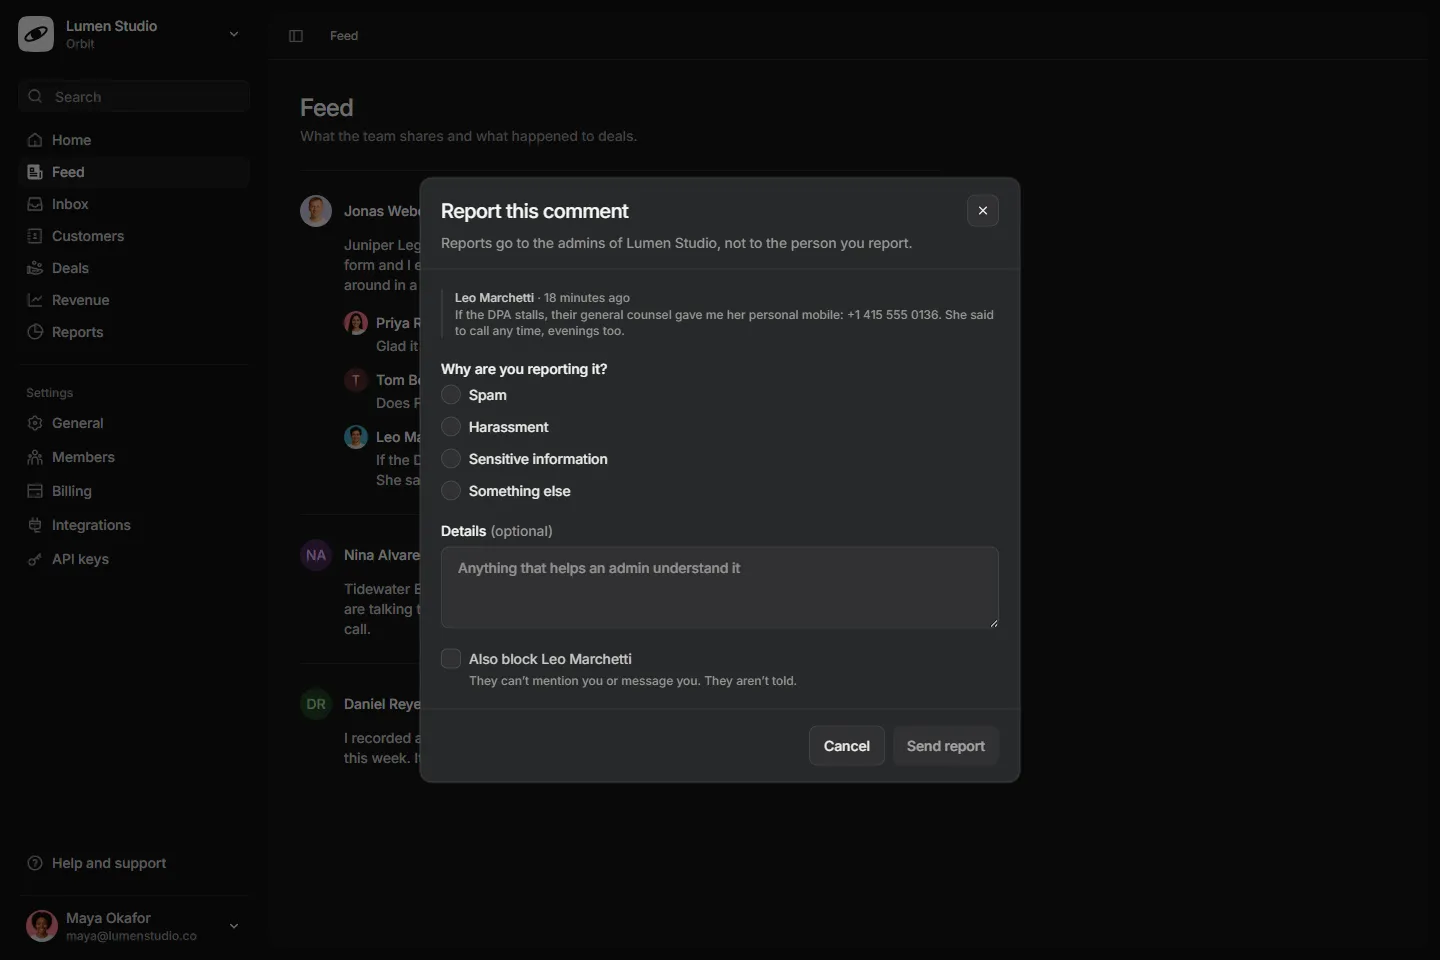 Lumen Studio
Orbit
Search
Home
Feed
Inbox
Customers
Deals
Revenue
Reports
Settings
General
Members
Billing
Integrations
API keys
Help and support
Maya Okafor
maya@lumenstudio.co
Feed
Feed
What the team shares and what happened to deals.
Jonas Webe
Juniper Leg
form and I e
around in a
Priya R
Glad it
Tom Be
Does F
Leo Ma
If the D
She sa
NA
Nina Alvare
Tidewater E
are talking t
call.
DR
Daniel Reye
I recorded a
this week. I
T
Report this comment
Reports go to the admins of Lumen Studio, not to the person you report.
Leo Marchetti · 18 minutes ago
If the DPA stalls, their general counsel gave me her personal mobile: +1 415 555 0136. She said
to call any time, evenings too.
Why are you reporting it?
Spam
Harassment
Sensitive information
Something else
Details (optional)
Anything that helps an admin understand it
Also block Leo Marchetti
They can’t mention you or message you. They aren’t told.
Cancel
Send report